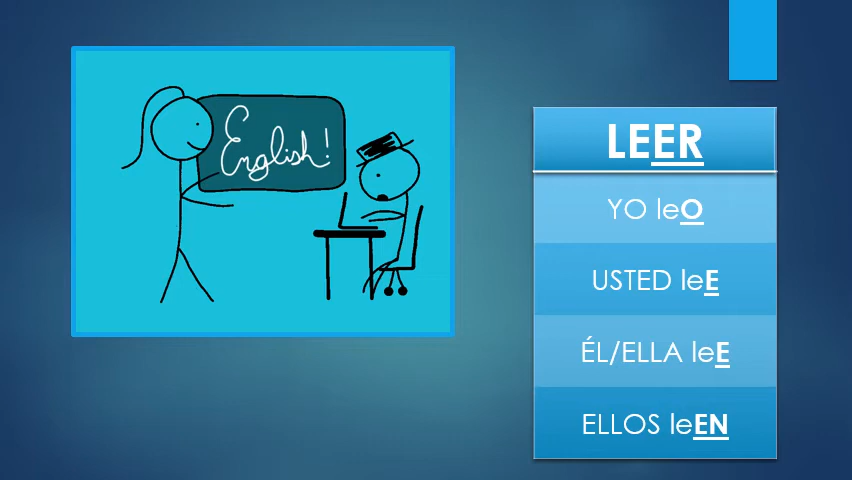 English!
LEER
YO leO
USTED leE
ÉL/ELLA leE
ELLOS leEN